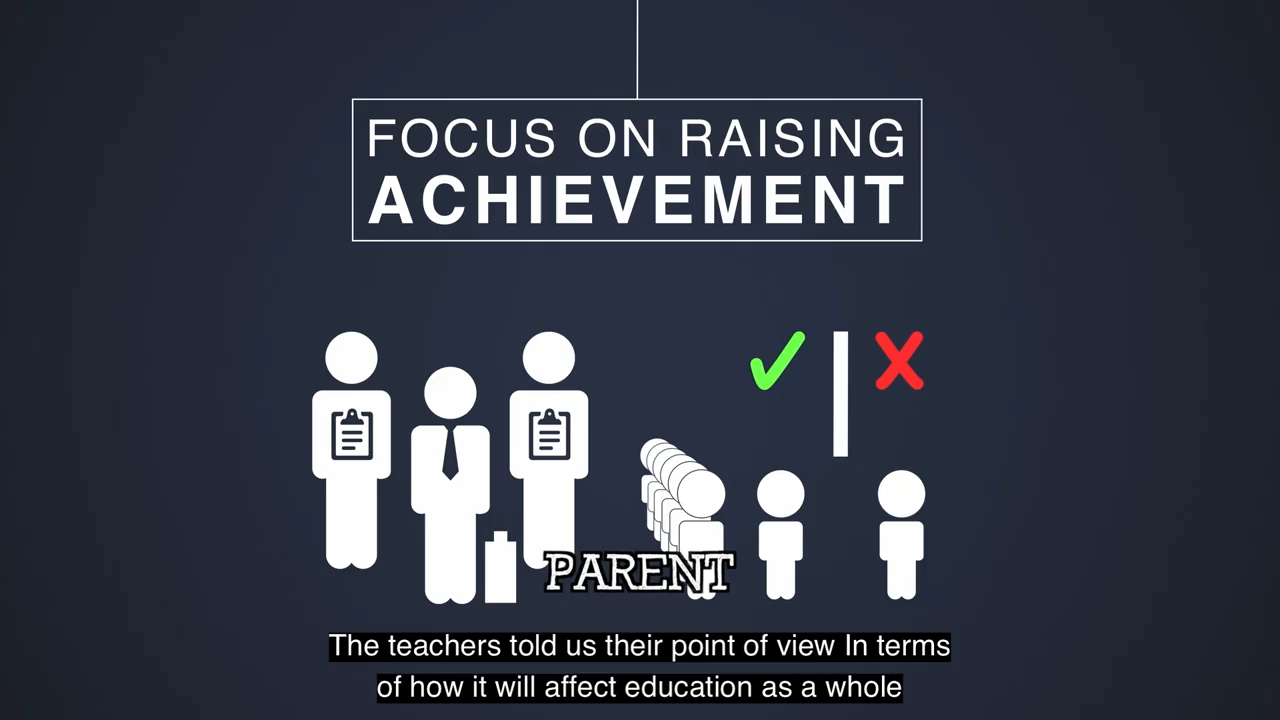 FOCUS ON RAISING
ACHIEVEMENT
PARENT
The teachers told us their point of view In terms
of how it will affect education as a whole